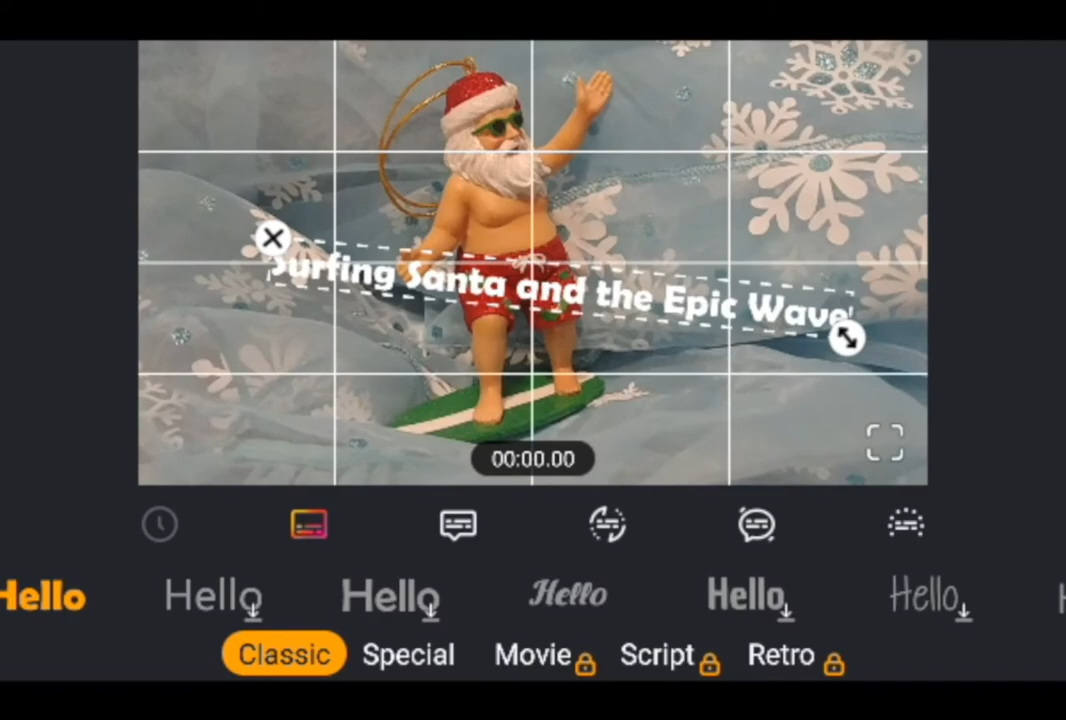 Surfing Santa and the Epic Wave!
00:00.00
Hello Hello Hello Hello Hello Hello
Classic Special Movie Script Retro